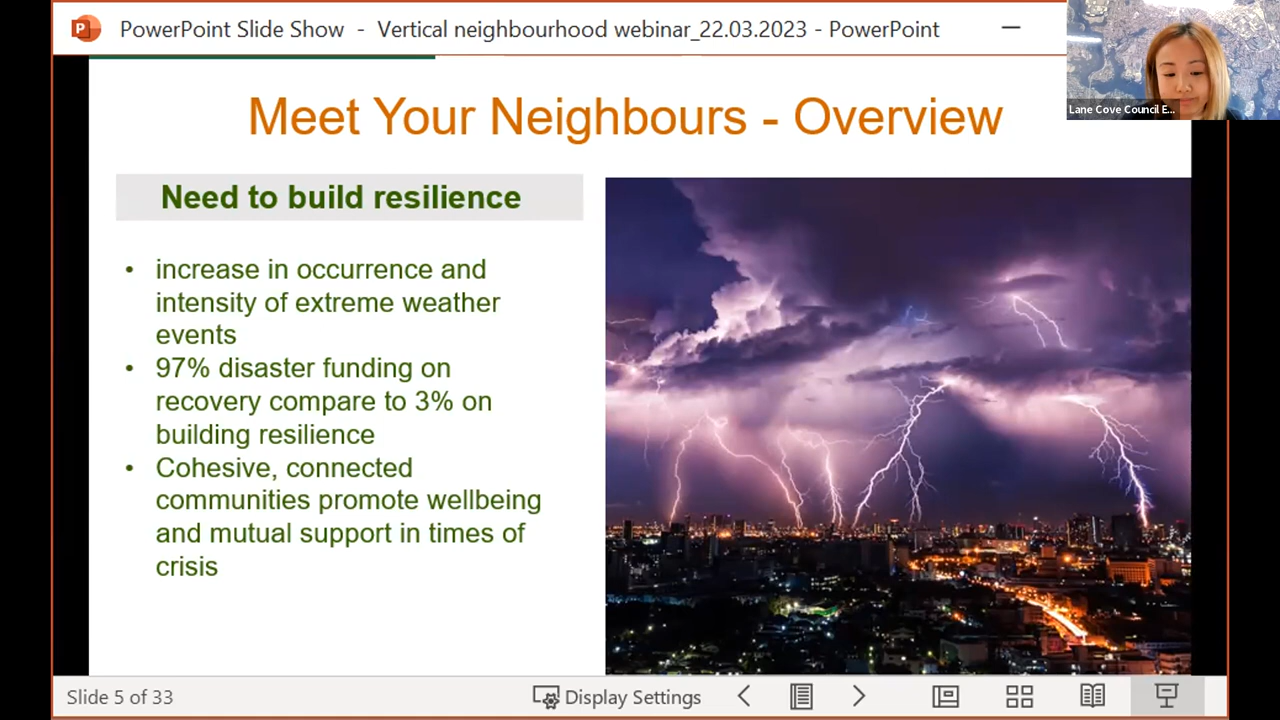 PowerPoint Slide Show - Vertical neighbourhood webinar_22.03.2023 - PowerPoint
Lane Cove Council E...
Meet Your Neighbours - Overview
Need to build resilience
• increase in occurrence and
intensity of extreme weather
events
• 97% disaster funding on
recovery compare to 3% on
building resilience
• Cohesive, connected
communities promote wellbeing
and mutual support in times of
crisis
Slide 5 of 33
Display Settings